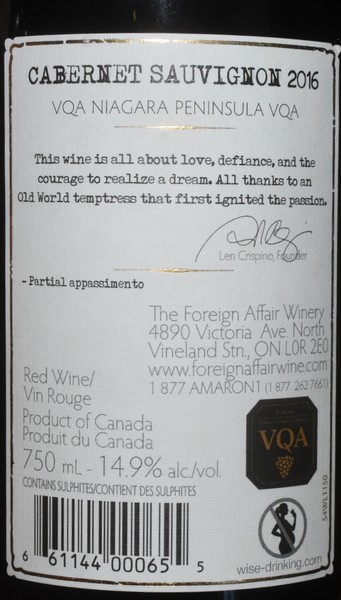 CABERNET SAUVIGNON 2016
VQA NIAGARA PENINSULA VQA
This wine is all about love, defiance, and the
courage to realize a dream. All thanks to an
Old World temptress that first ignited the passion.
Len Crispino, Founder
- Partial appassimento
The Foreign Affair Winery
4890 Victoria Ave. North
Vineland Stn., ON L0R 2E0
www.foreignaffairwine.com
1 877 AMARON1 (1 877 262 7661)
Red Wine/
Vin Rouge
Product of Canada
Produit du Canada
750 mL - 14.9% alc/vol.
CONTAINS SULPHITES/CONTIENT DES SULPHITES
VQA
54WL1150
6 61144 00065 5
wise-drinking.com